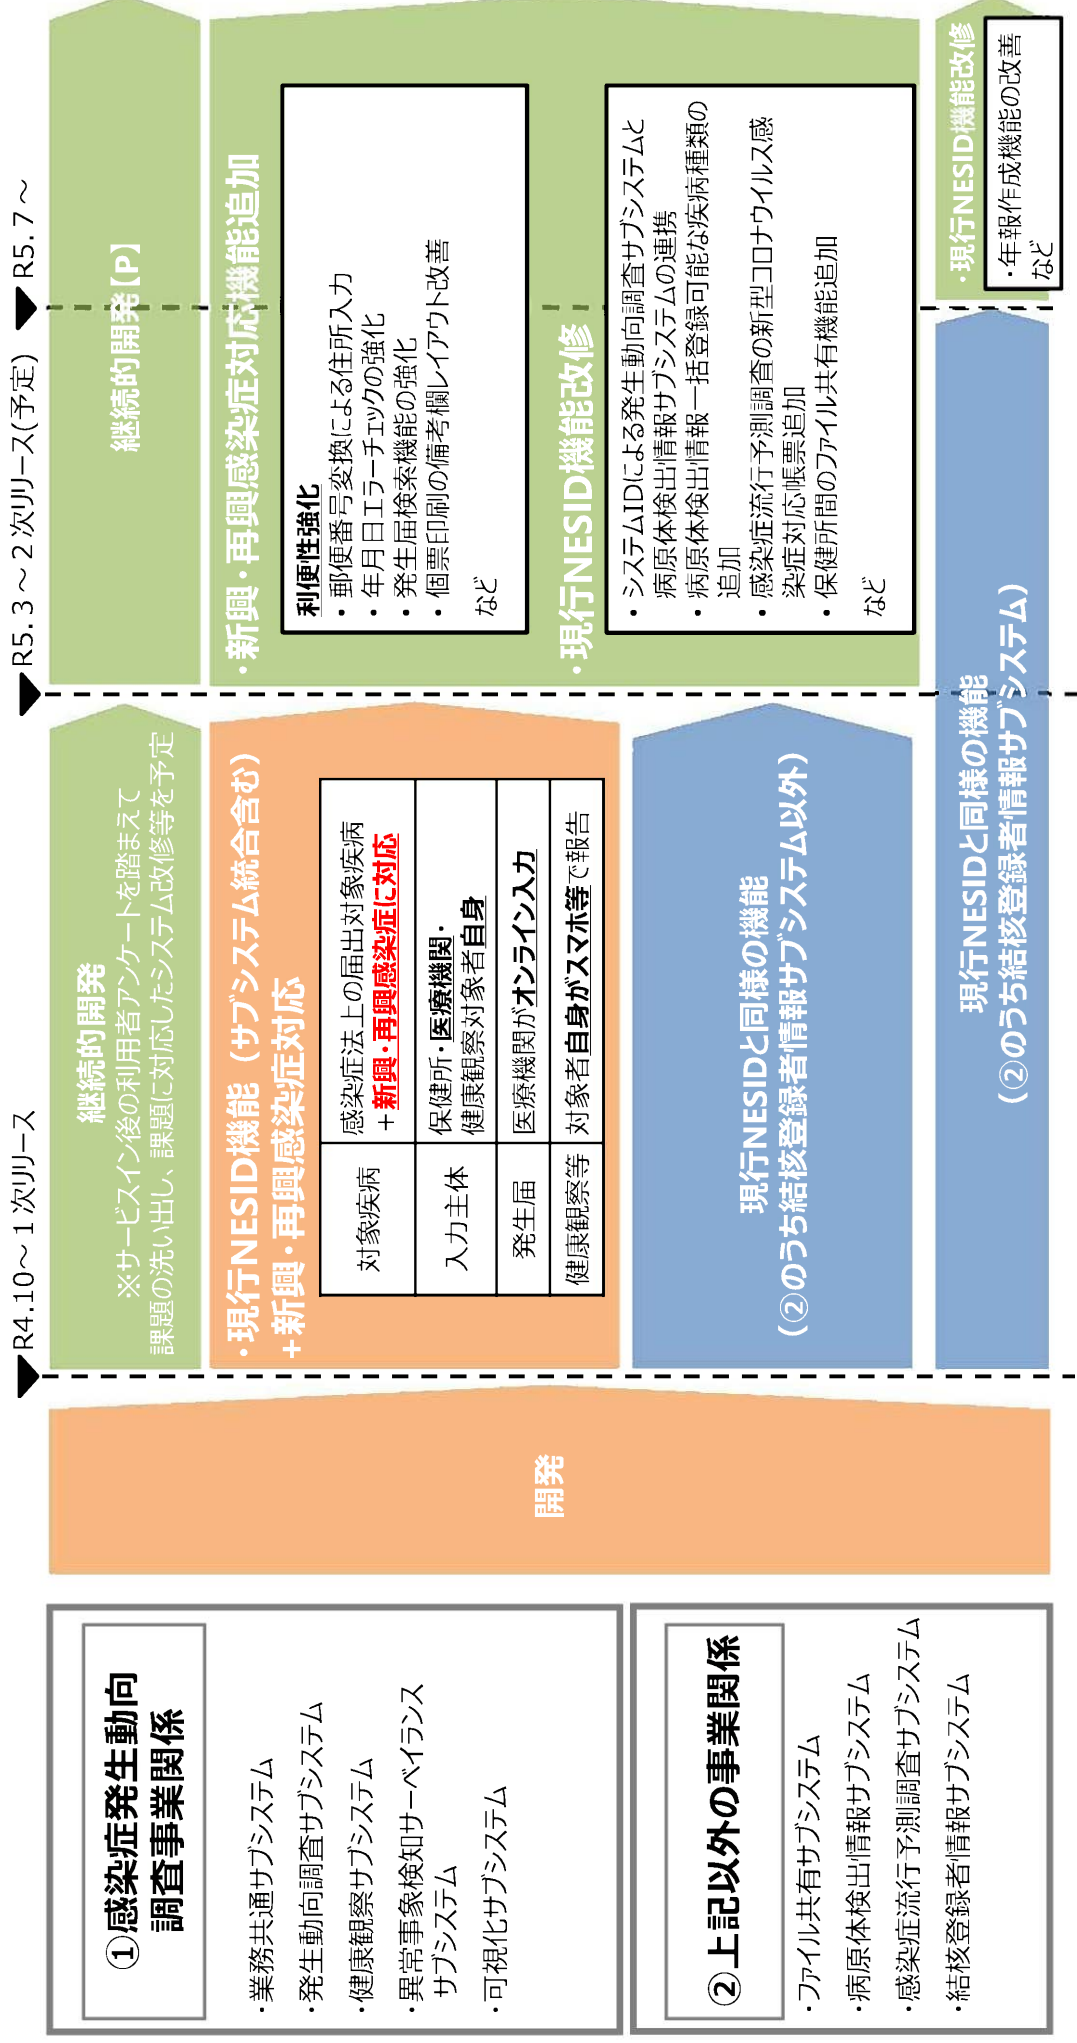 R4.10～１次リリース
R5.３～２次リリース(予定)
R5.７～
①感染症発生動向
調査事業関係
・業務共通サブシステム
・発生動向調査サブシステム
・健康観察サブシステム
・異常事象検知サーベイランス
サブシステム
・可視化サブシステム
②上記以外の事業関係
・ファイル共有サブシステム
・病原体検出情報サブシステム
・感染症流行予測調査サブシステム
・結核登録者情報サブシステム
開発
継続的開発
※サービスイン後の利用者アンケートを踏まえて
課題の洗い出し、課題に対応したシステム改修等を予定
・現行NESID機能（サブシステム統合含む）
＋新興・再興感染症対応
対象疾病
感染症法上の届出対象疾病
＋新興・再興感染症に対応
入力主体
保健所・医療機関・
健康観察対象者自身
発生届
医療機関がオンライン入力
健康観察等
対象者自身がスマホ等で報告
現行NESIDと同様の機能
（②のうち結核登録者情報サブシステム以外）
現行NESIDと同様の機能
（②のうち結核登録者情報サブシステム）
継続的開発【P】
・新興・再興感染症対応機能追加
利便性強化
• 郵便番号変換による住所入力
• 年月日エラーチェックの強化
• 発生届検索機能の強化
• 個票印刷の備考欄レイアウト改善
など
・現行NESID機能改修
• システムIDによる発生動向調査サブシステムと
病原体検出情報サブシステムの連携
• 病原体検出情報一括登録可能な疾病種類の
追加
• 感染症流行予測調査の新型コロナウイルス感
染症対応帳票追加
• 保健所間のファイル共有機能追加
など
・現行NESID機能改修
・年報作成機能の改善
など